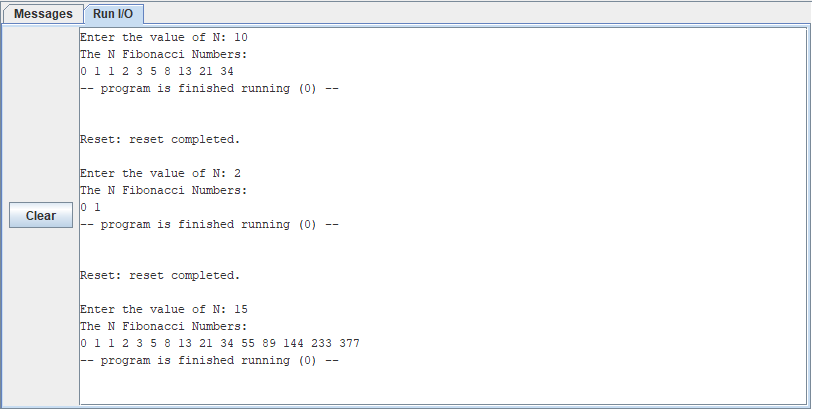 Messages Run I/O
Enter the value of N: 10
The N Fibonacci Numbers:
0 1 1 2 3 5 8 13 21 34
-- program is finished running (0) --
Reset: reset completed.
Enter the value of N: 2
The N Fibonacci Numbers:
0 1
Clear
-- program is finished running (0) --
Reset: reset completed.
Enter the value of N: 15
The N Fibonacci Numbers:
0 1 1 2 3 5 8 13 21 34 55 89 144 233 377
-- program is finished running (0) --